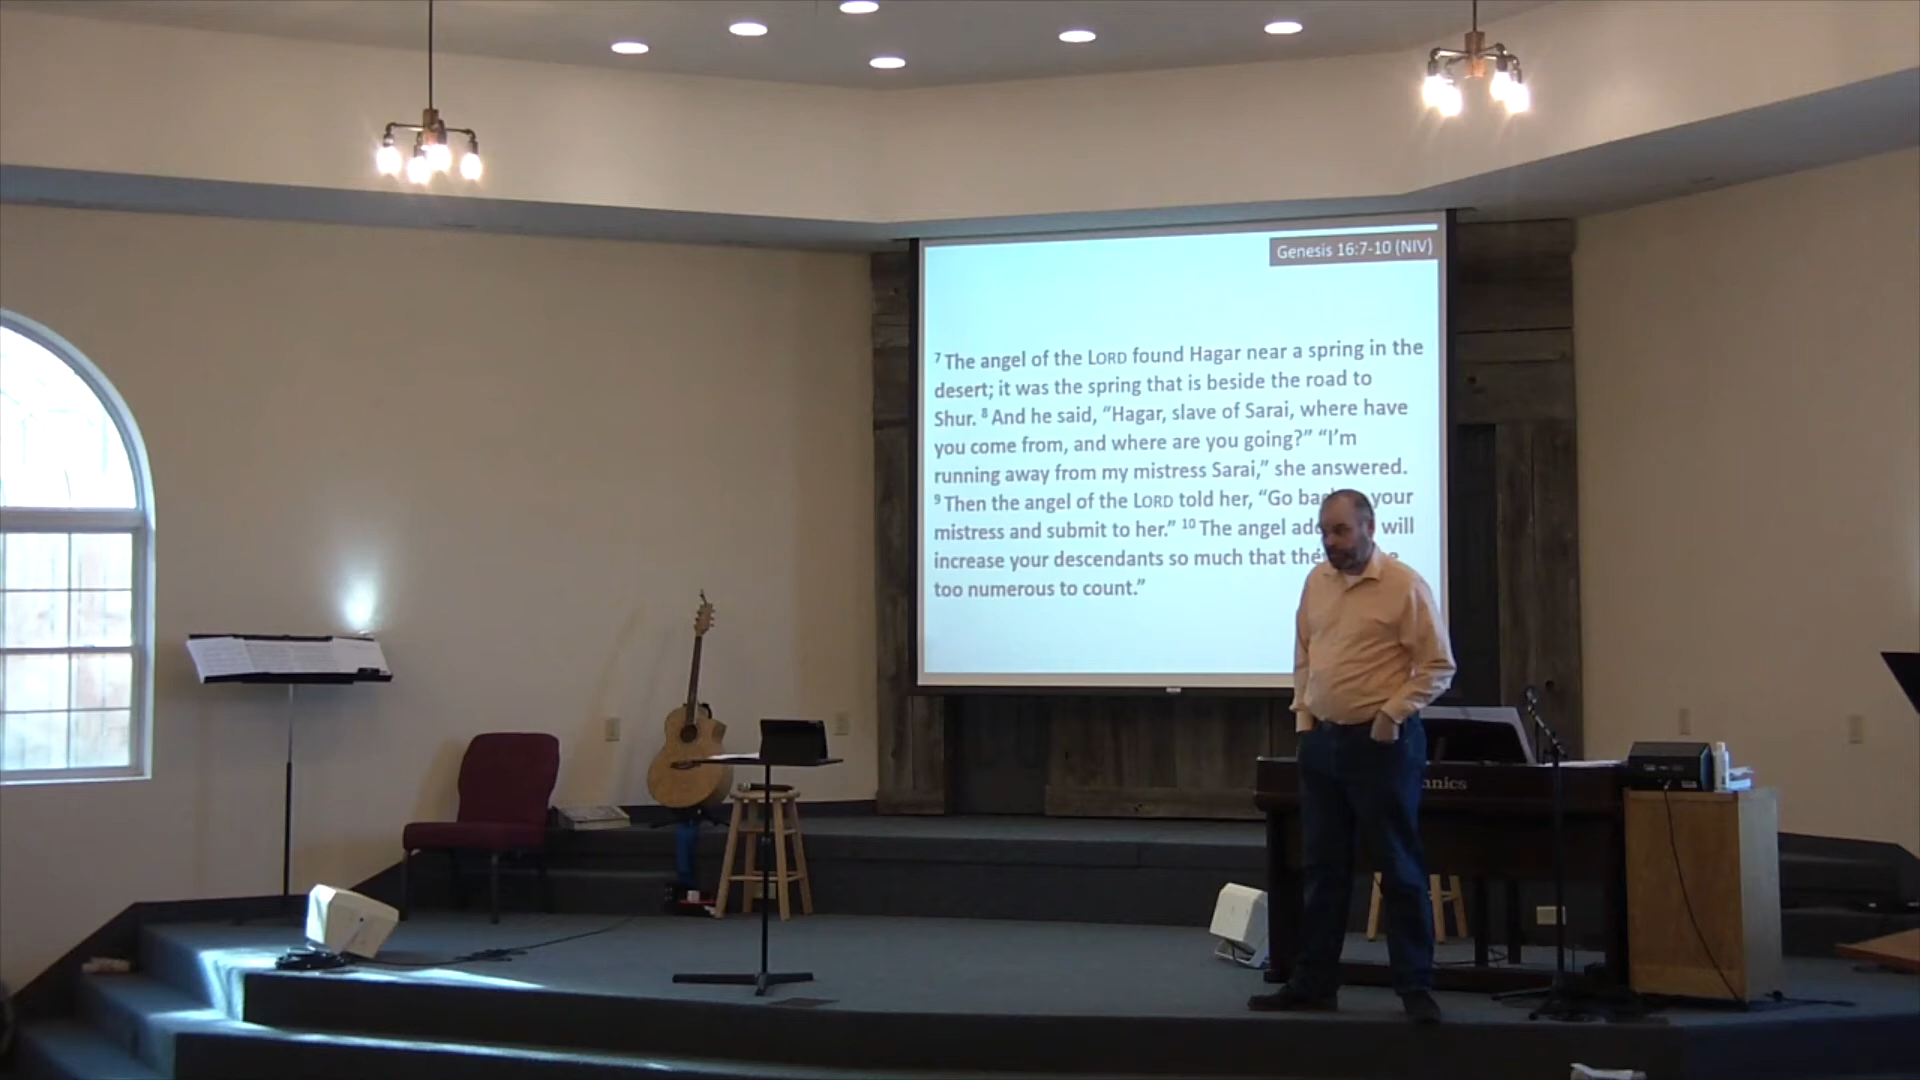 Genesis 16:7-10 (NIV)
7 The angel of the LORD found Hagar near a spring in the
desert; it was the spring that is beside the road to
Shur. 8 And he said, “Hagar, slave of Sarai, where have
you come from, and where are you going?” “I’m
running away from my mistress Sarai,” she answered.
9 Then the angel of the LORD told her, “Go your
mistress and submit to her.” 10 The angel will
increase your descendants so much that
too numerous to count.”